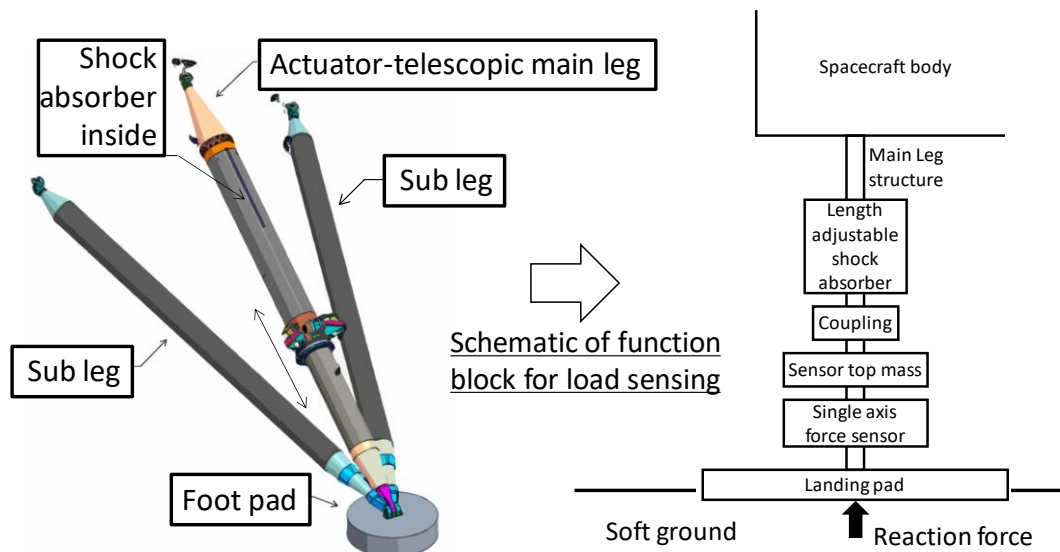 Shock
absorber
inside
Actuator-telescopic main leg
Sub leg
Sub leg
Foot pad
Schematic of function
block for load sensing
Spacecraft body
Main Leg
structure
Length
adjustable
shock
absorber
Coupling
Sensor top mass
Single axis
force sensor
Landing pad
Soft ground
Reaction force